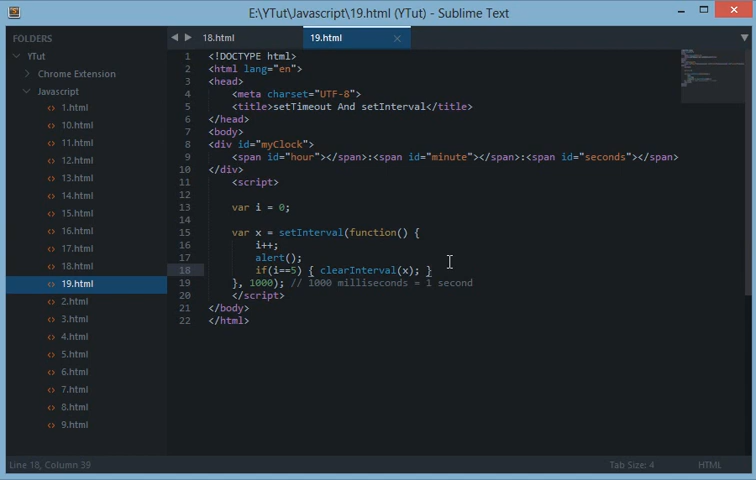 E:\YTut\Javascript\19.html (YTut) - Sublime Text
FOLDERS
YTut
Chrome Extension
Javascript
1.html
10.html
11.html
12.html
13.html
14.html
15.html
16.html
17.html
18.html
19.html
2.html
3.html
4.html
5.html
6.html
7.html
8.html
9.html
18.html
19.html
1 <!DOCTYPE html>
2 <html lang="en">
3 <head>
4 <meta charset="UTF-8">
5 <title>setTimeout And setInterval</title>
6 </head>
7 <body>
8 <div id="myClock">
9 <span id="hour"></span>:<span id="minute"></span>:<span id="seconds"></span>
10 </div>
11 <script>
12
13 var i = 0;
14
15 var x = setInterval(function() {
16 i++;
17 alert();
18 if(i==5) { clearInterval(x); }
19 }, 1000); // 1000 milliseconds = 1 second
20 </script>
21 </body>
22 </html>
Line 18, Column 39
Tab Size: 4
HTML